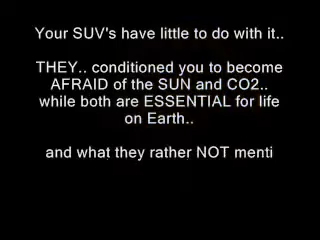 Your SUV's have little to do with it..
THEY.. conditioned you to become
AFRAID of the SUN and CO2..
while both are ESSENTIAL for life
on Earth..
and what they rather NOT menti